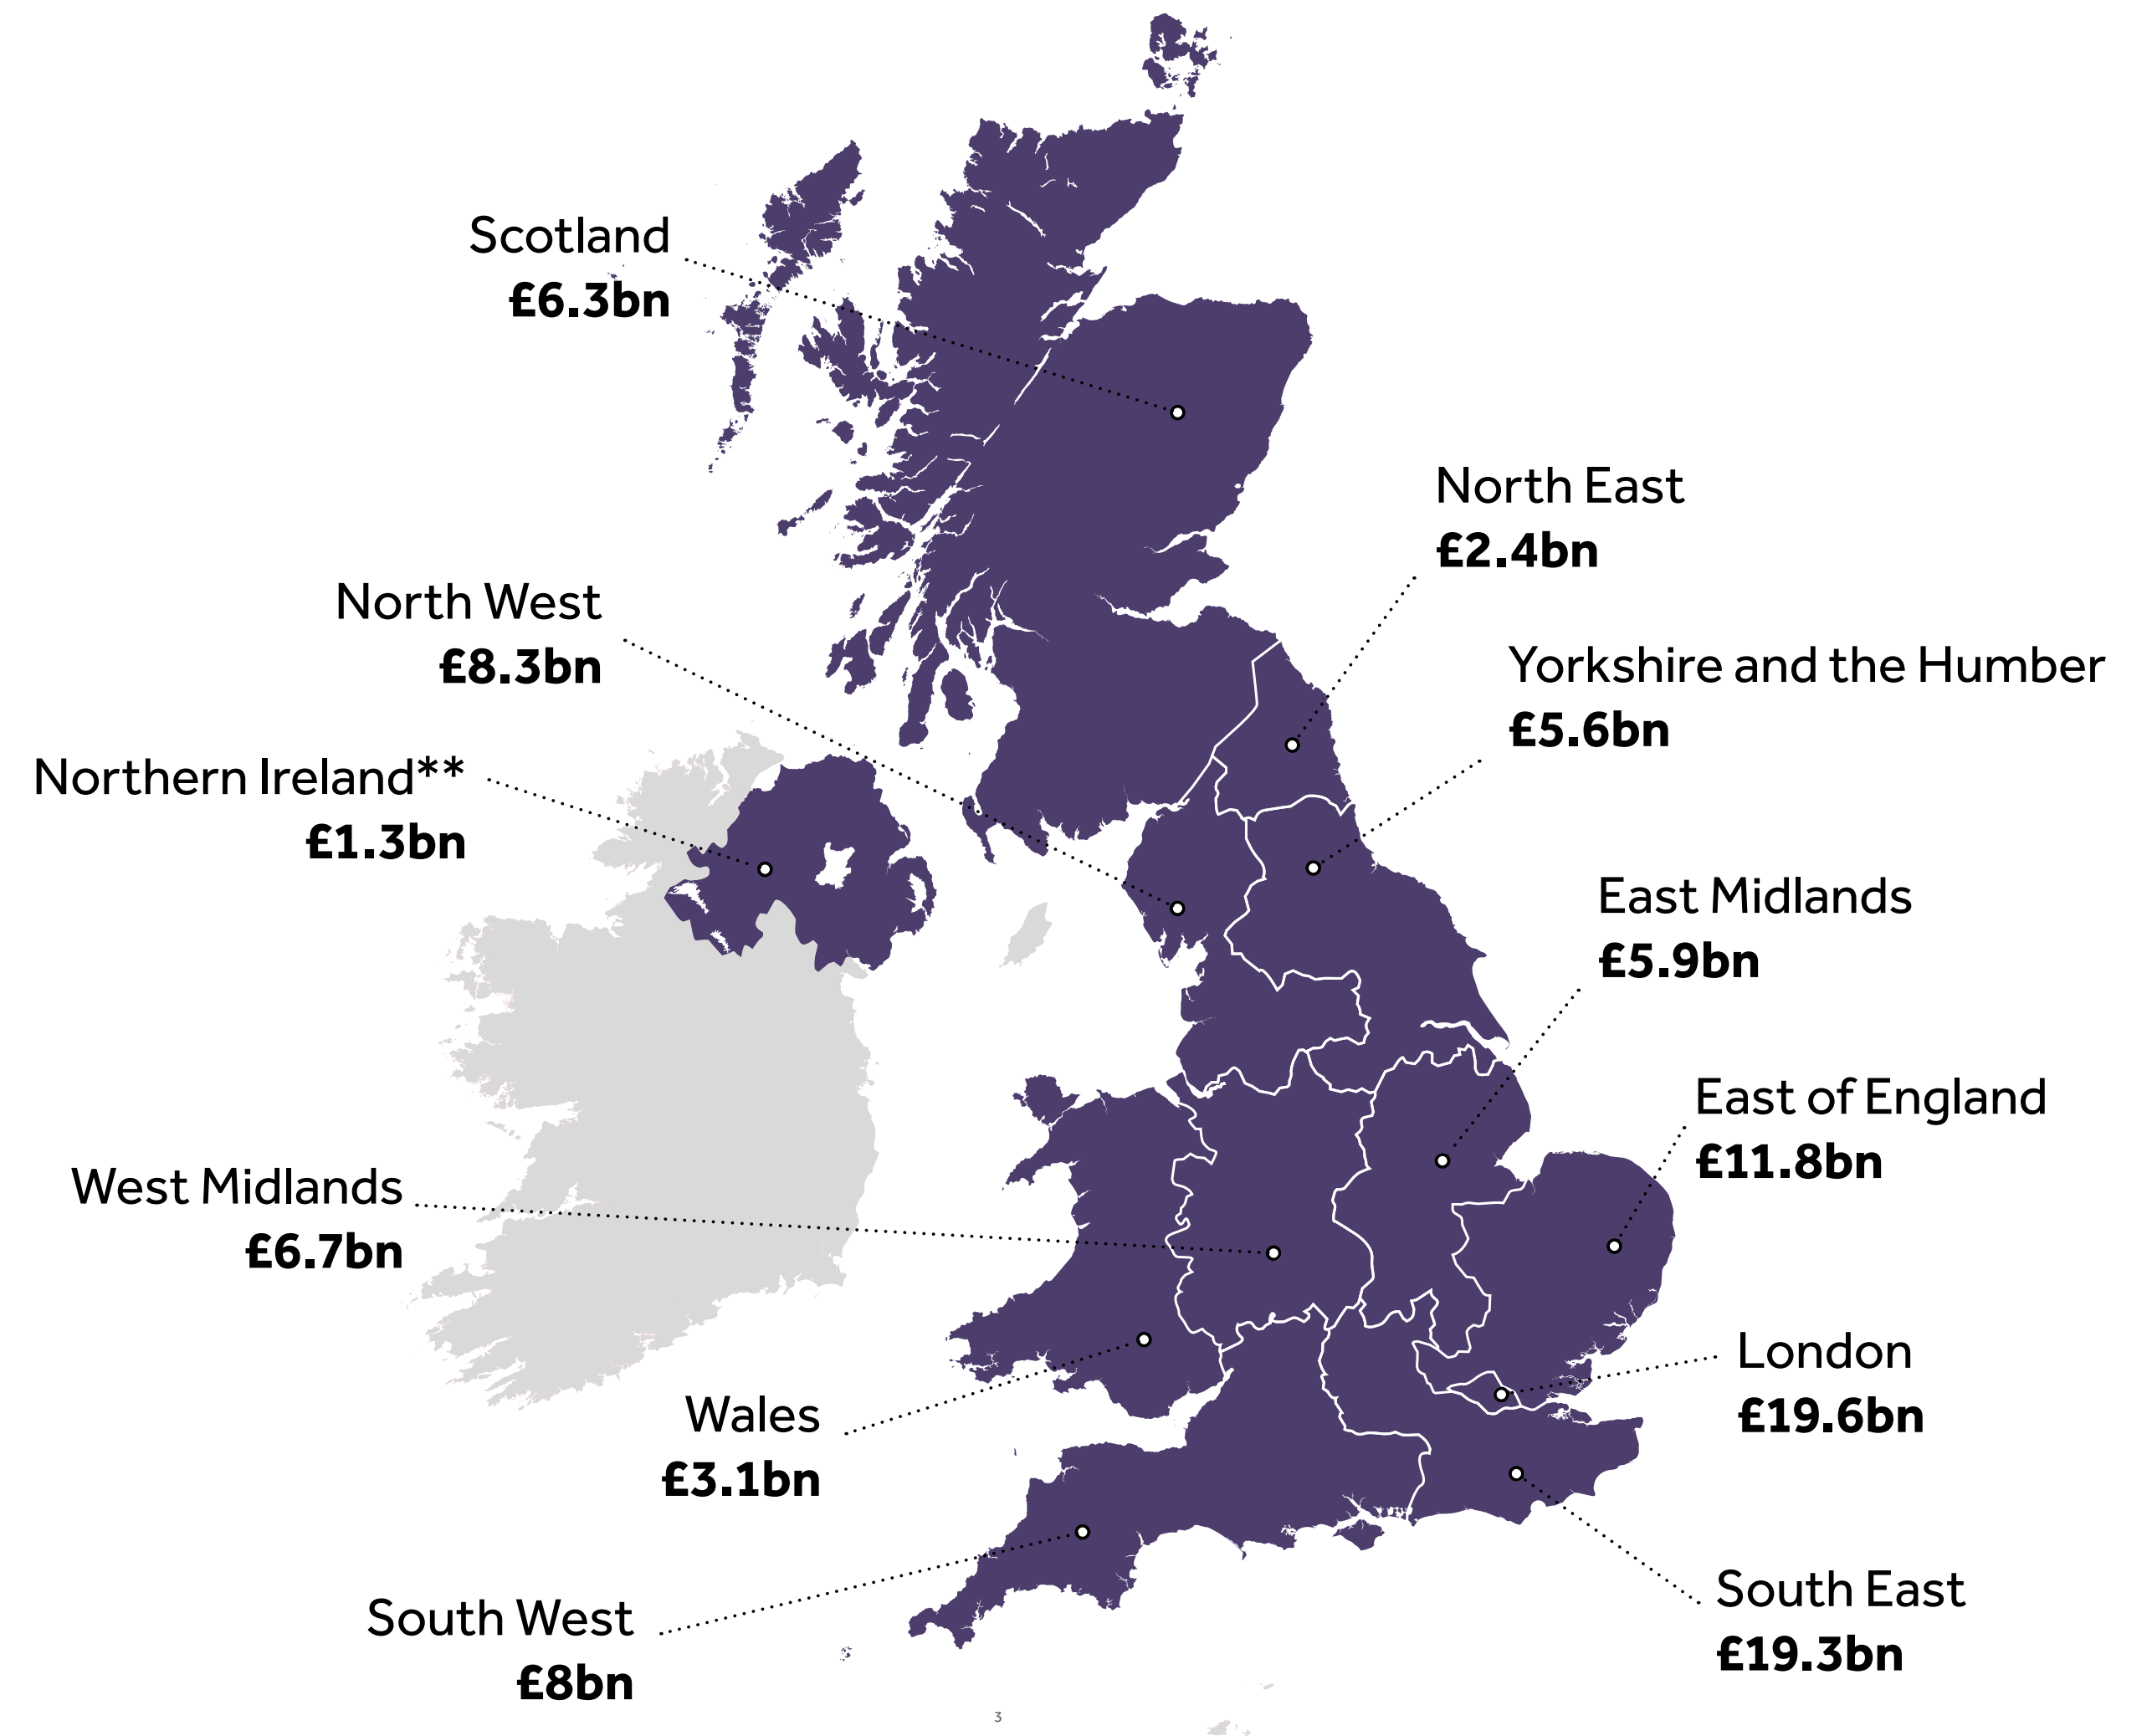 Scotland
£6.3bn
North East
£2.4bn
North West
£8.3bn
Yorkshire and the Humber
£5.6bn
Northern Ireland**
£1.3bn
East Midlands
£5.9bn
East of England
£11.8bn
West Midlands
£6.7bn
London
£19.6bn
Wales
£3.1bn
South East
£19.3bn
South West
£8bn
3